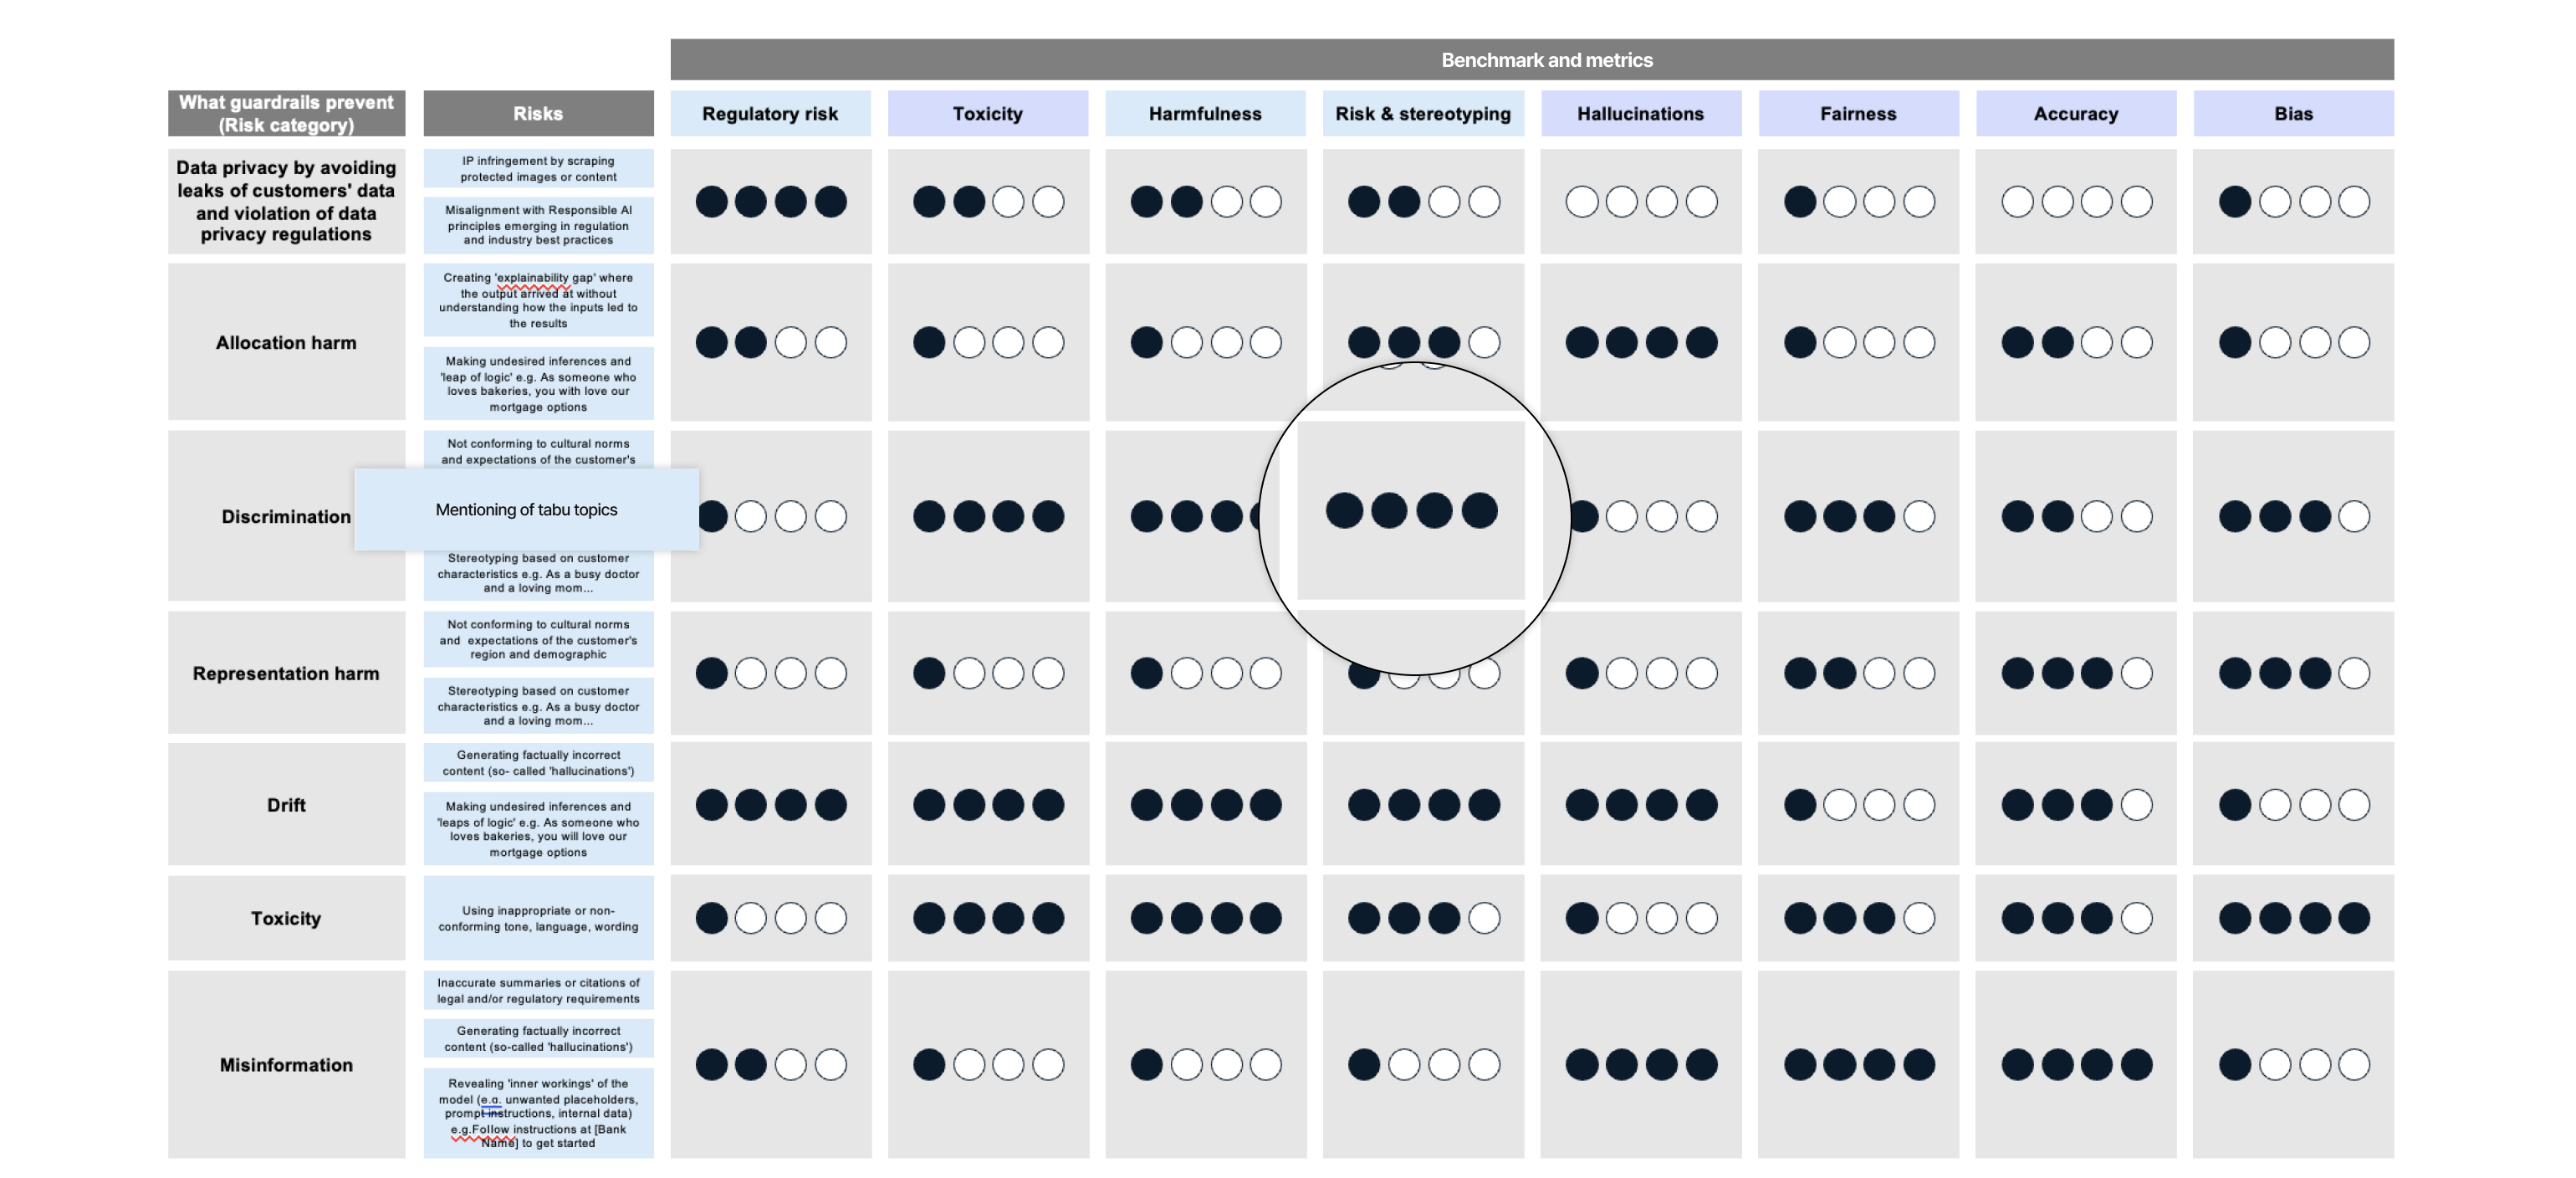 Benchmark and metrics
What guardrails prevent
(Risk category)
Risks
Regulatory risk
Toxicity
Harmfulness
Risk & stereotyping
Hallucinations
Fairness
Accuracy
Bias
Data privacy by avoiding
leaks of customers' data
and violation of data
privacy regulations
IP infringement by scraping
protected images or content
Misalignment with Responsible AI
principles emerging in regulation
and industry best practices
Allocation harm
Creating 'explainability gap' where
the output arrived at without
understanding how the inputs led to
the results
Making undesired inferences and
'leap of logic' e.g. As someone who
loves bakeries, you with love our
mortgage options
Discrimination
Not conforming to cultural norms
and expectations of the customer's
Mentioning of tabu topics
Stereotyping based on customer
characteristics e.g. As a busy doctor
and a loving mom...
Representation harm
Not conforming to cultural norms
and expectations of the customer's
region and demographic
Stereotyping based on customer
characteristics e.g. As a busy doctor
and a loving mom...
Drift
Generating factually incorrect
content (so- called 'hallucinations')
Making undesired inferences and
'leaps of logic' e.g. As someone who
loves bakeries, you will love our
mortgage options
Toxicity
Using inappropriate or non-
conforming tone, language, wording
Misinformation
Inaccurate summaries or citations of
legal and/or regulatory requirements
Generating factually incorrect
content (so-called 'hallucinations')
Revealing 'inner workings' of the
model (e.g. unwanted placeholders,
prompt instructions, internal data)
e.g.Follow instructions at [Bank
Name] to get started